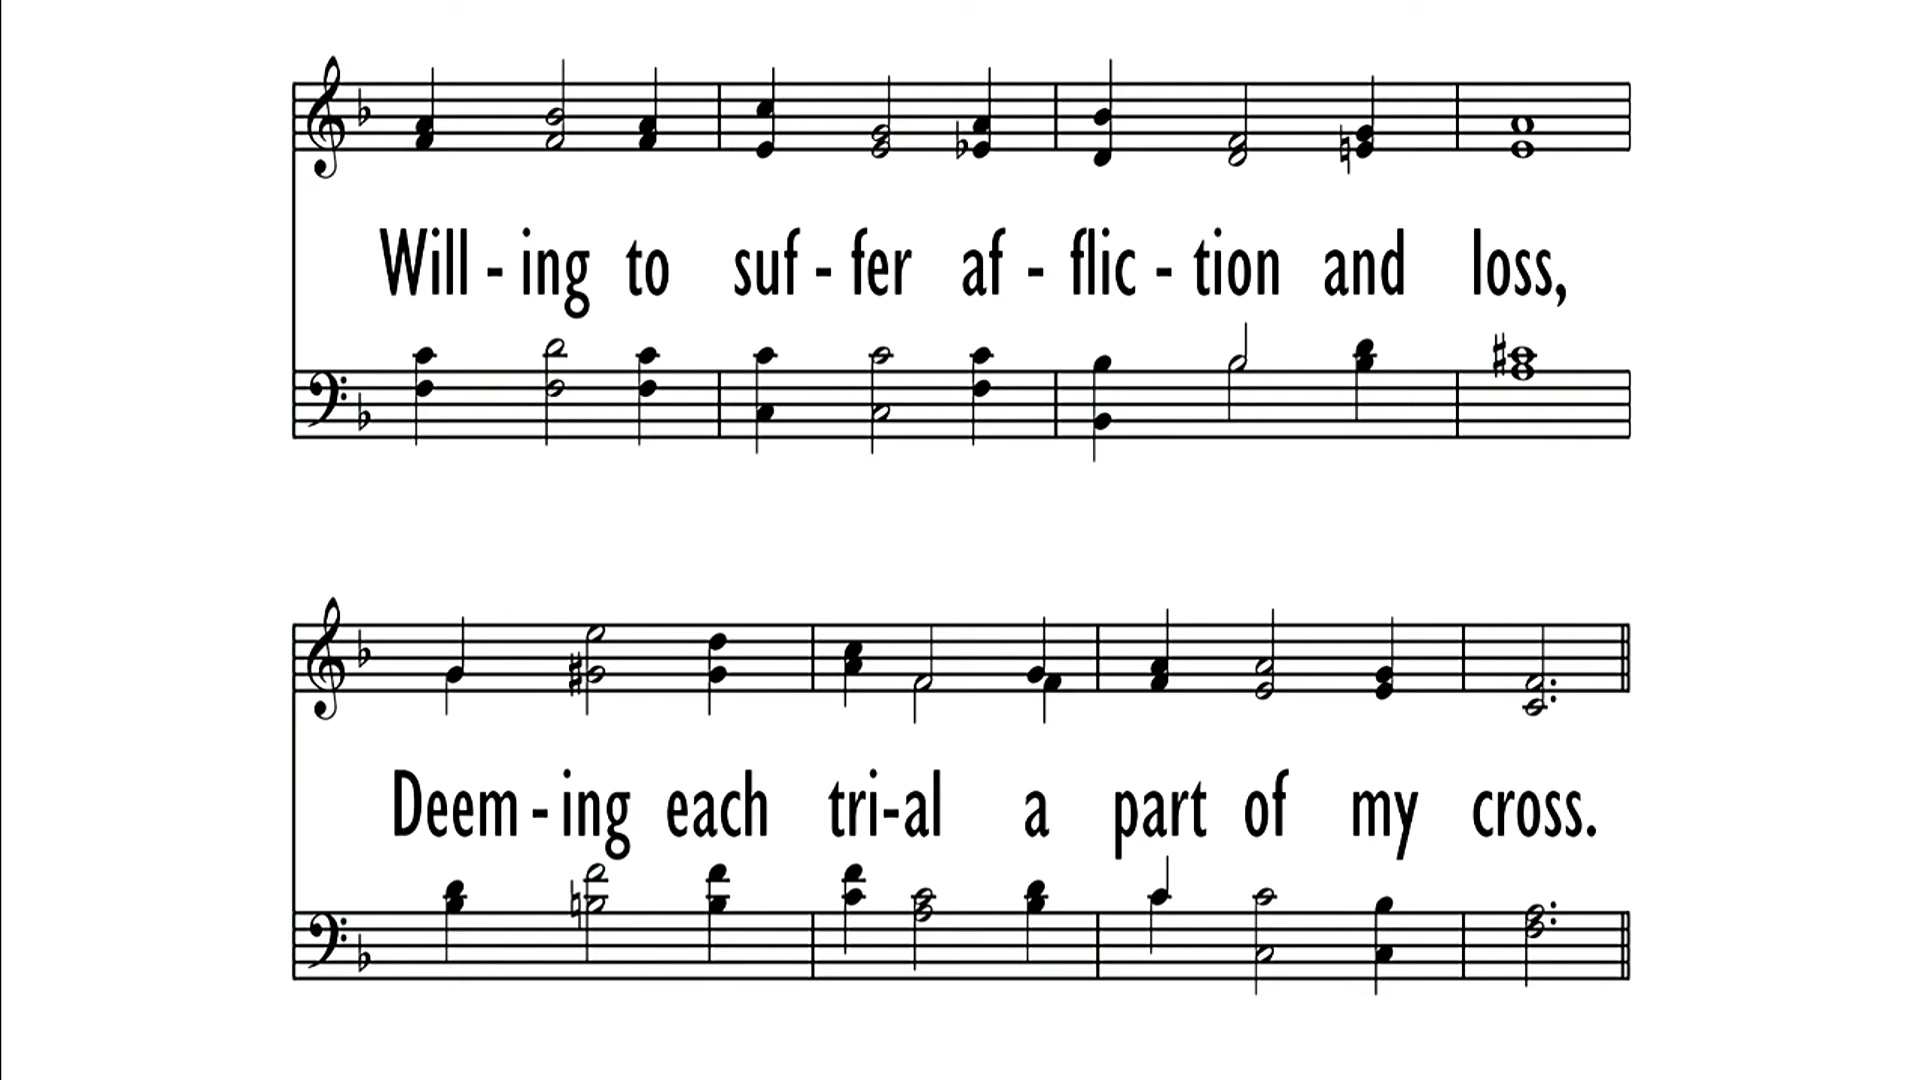 Will - ing to suf - fer af - flic - tion and loss,
Deem - ing each tri - al a part of my cross.